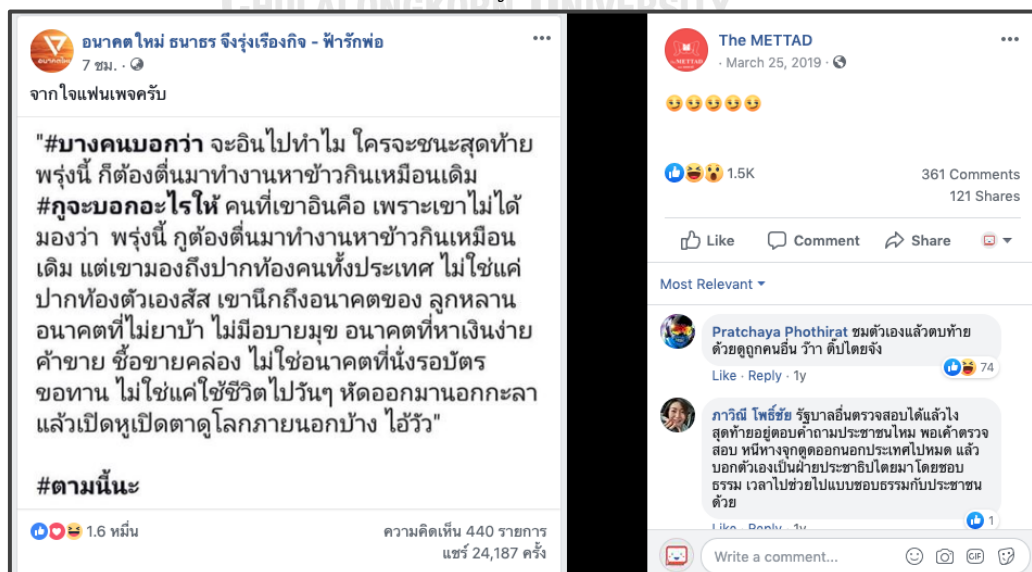 CHULALONGKORN UNIVERSITY
อนาคตใหม่ ธนาธร จึงรุ่งเรืองกิจ - ฟ้ารักพ่อ
7 ชม. ·
จากใจแฟนเพจครับ
"#บางคนบอกว่า จะอินไปทำไม ใครจะชนะสุดท้าย
พรุ่งนี้ ก็ต้องตื่นมาทำงานหาข้าวกินเหมือนเดิม
#กูจะบอกอะไรให้ คนที่เขาอินคือ เพราะเขาไม่ได้
มองว่า พรุ่งนี้ กูต้องตื่นมาทำงานหาข้าวกินเหมือน
เดิม แต่เขามองถึงปากท้องคนทั้งประเทศ ไม่ใช่แค่
ปากท้องตัวเองสัส เขานึกถึงอนาคตของ ลูกหลาน
อนาคตที่ไม่ยาบ้า ไม่มีอบายมุข อนาคตที่หาเงินง่าย
ค้าขาย ซื้อขายคล่อง ไม่ใช่อนาคตที่นั่งรอบัตร
ขอทาน ไม่ใช่แค่ใช้ชีวิตไปวันๆ หัดออกมานอกกะลา
แล้วเปิดหูเปิดตาดูโลกภายนอกบ้าง ไอ้วัว"
#ตามนี้นะ
1.6 หมื่น
ความคิดเห็น 440 รายการ
แชร์ 24,187 ครั้ง
The METTAD
· March 25, 2019 ·
1.5K
361 Comments
121 Shares
Like Comment Share
Most Relevant
Pratchaya Phothirat ชมตัวเองแล้วตบท้าย
ด้วยดูถูกคนอื่น ว๊าา ติ๊ปไตยจัง
74
Like · Reply · 1y
ภาวิณี โพธิ์ชัย รัฐบาลอื่นตรวจสอบได้แล้วไง
สุดท้ายอยู่ตอบคำถามประชาชนไหม พอเค้าตรวจ
สอบ หนีหางจุกตูดออกนอกประเทศไปหมด แล้ว
บอกตัวเองเป็นฝ่ายประชาธิปไตยมาโดยชอบ
ธรรม เวลาไปช่วยไปแบบชอบธรรมกับประชาชน
ด้วย
1
Like · Reply · 1y
Write a comment...
GIF